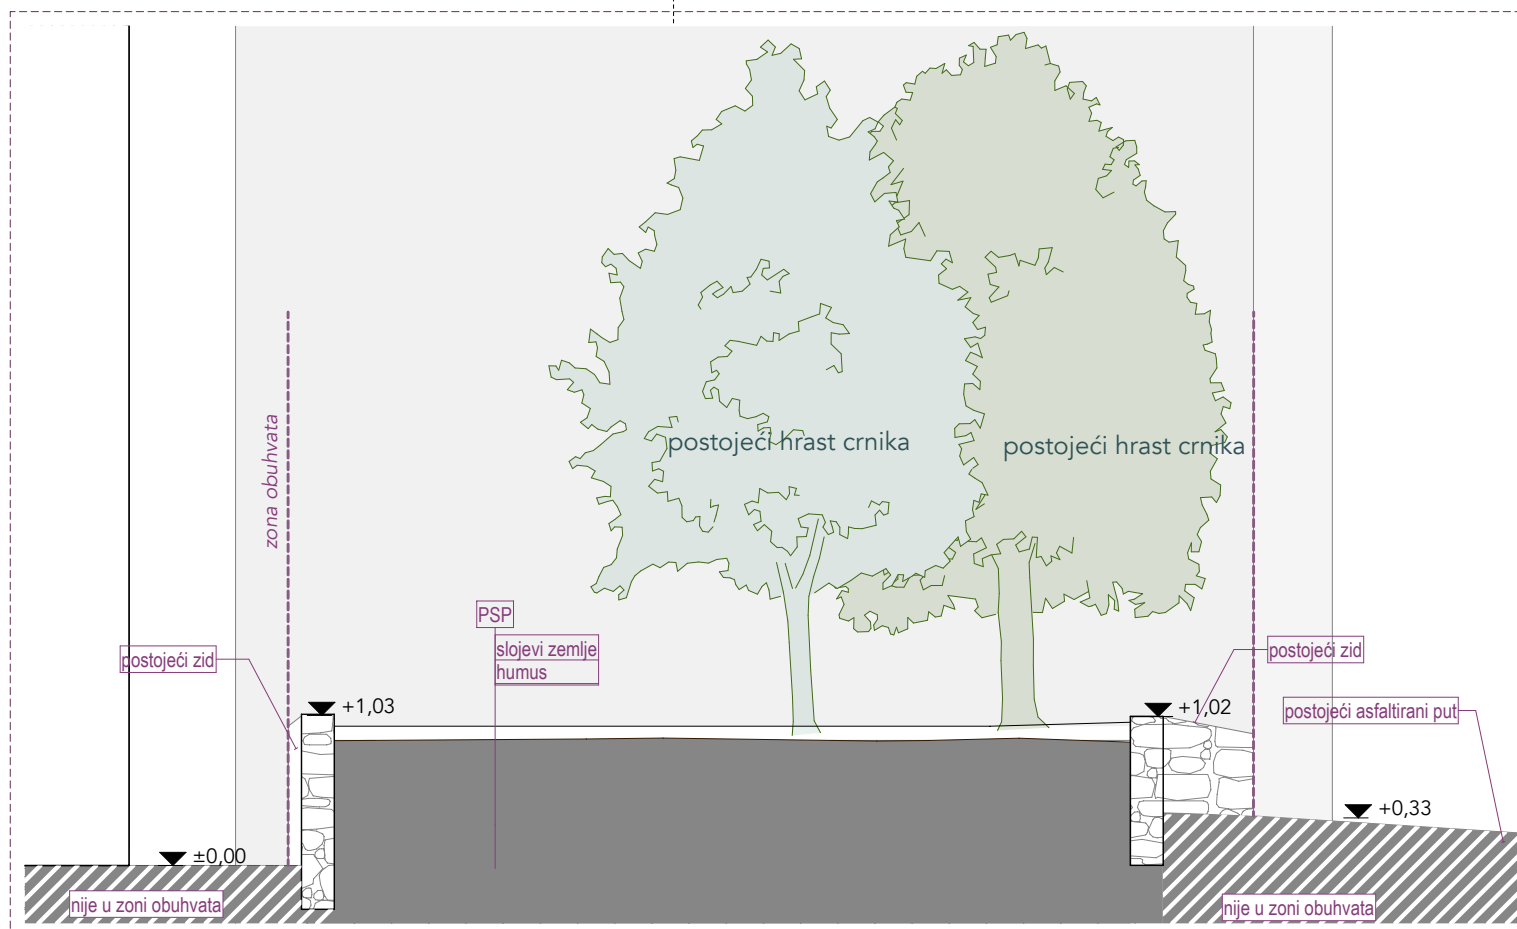 postojeći hrast crnika
postojeći hrast crnika
zona obuhvata
PSP
slojevi zemlje
humus
postojeći zid
postojeći zid
+1,03
+1,02
postojeći asfaltirani put
+0,33
±0,00
nije u zoni obuhvata
nije u zoni obuhvata